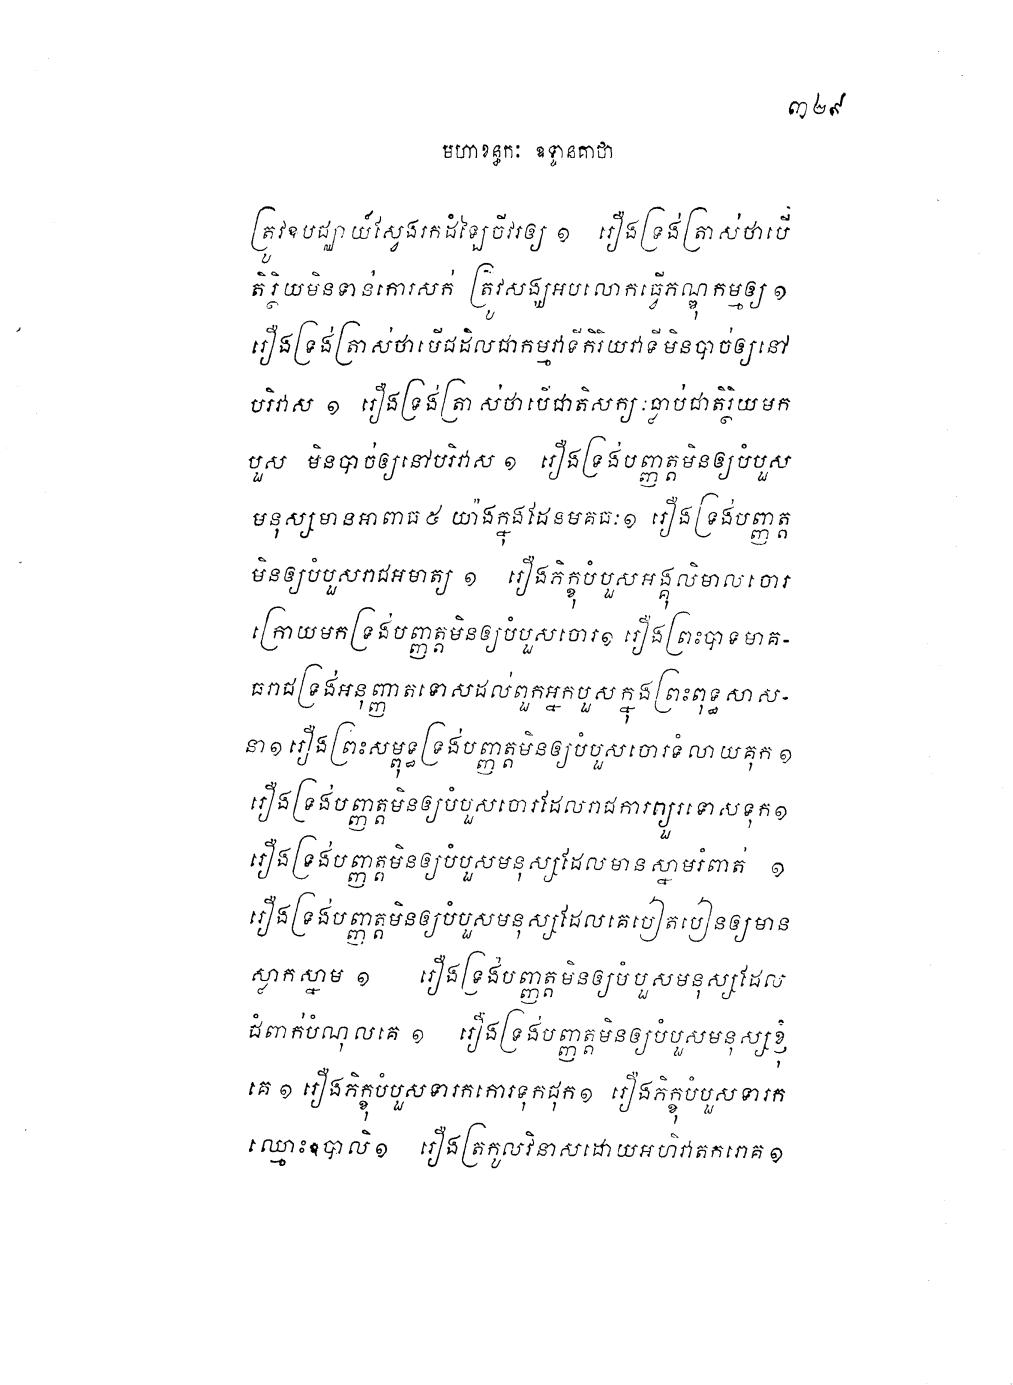 ៣២៩
មហាខន្ធកៈ ឧទ្ទានគាថា
ត្រូវឧបជ្ឈាយ៍ស្វែងរកដំឡៃចីវរឲ្យ ១ រឿងទ្រង់ត្រាស់ថាបើ
តិរ្ថិយមិនទាន់កោរសក់ ត្រូវសង្ឃអបលោកធ្វើភណ្ឌុកម្មឲ្យ ១
រឿងទ្រង់ត្រាស់ថាបើជដិលជាកម្មវាទីកិរិយវាទីមិនបាច់ឲ្យនៅ
បរិវាស ១ រឿងទ្រង់ត្រាស់ថាបើជាតិសក្យៈធ្លាប់ជាតិរ្ថិយមក
បួស មិនបាច់ឲ្យនៅបរិវាស ១ រឿងទ្រង់បញ្ញាត្តមិនឲ្យបំបួស
មនុស្សមានអាពាធ ៥ យ៉ាងក្នុងដែនមគធៈ ១ រឿងទ្រង់បញ្ញាត្ត
មិនឲ្យបំបួសរាជអមាត្យ ១ រឿងភិក្ខុបំបួសអង្គុលិមាលចោរ
ក្រោយមកទ្រង់បញ្ញាត្តមិនឲ្យបំបួសចោរ ១ រឿងព្រះបាទមាគ-
ធរាជទ្រង់អនុញ្ញាតទោសដល់ពួកអ្នកបួសក្នុងព្រះពុទ្ធសាស-
នា ១ រឿងព្រះសម្ពុទ្ធទ្រង់បញ្ញាត្តមិនឲ្យបំបួសចោរទំលាយគុក ១
រឿងទ្រង់បញ្ញាត្តមិនឲ្យបំបួសចោរដែលរាជការព្យួរទោសទុក ១
រឿងទ្រង់បញ្ញាត្តមិនឲ្យបំបួសមនុស្សដែលមានស្នាមរំពាត់ ១
រឿងទ្រង់បញ្ញាត្តមិនឲ្យបំបួសមនុស្សដែលគេបៀតបៀនឲ្យមាន
ស្លាកស្នាម ១ រឿងទ្រង់បញ្ញាត្តមិនឲ្យបំបួសមនុស្សដែល
ជំពាក់បំណុលគេ ១ រឿងទ្រង់បញ្ញាត្តមិនឲ្យបំបួសមនុស្សខ្ញុំ
គេ ១ រឿងភិក្ខុបំបួសទារកកោរទុកជុក ១ រឿងភិក្ខុបំបួសទារក
ឈ្មោះឧបាលិ ១ រឿងត្រកូលវិនាសដោយអហិវាតករោគ ១